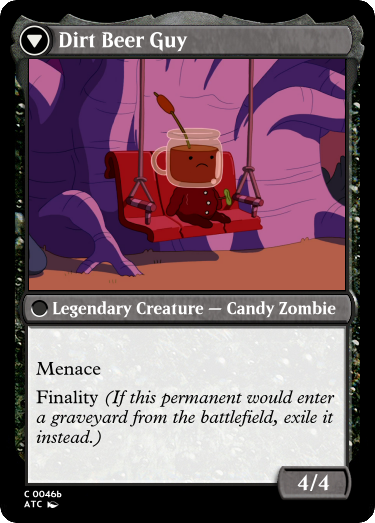 Dirt Beer Guy
Legendary Creature — Candy Zombie
Menace
Finality (If this permanent would enter
a graveyard from the battlefield, exile it
instead.)
4/4
C 0046b
ATC